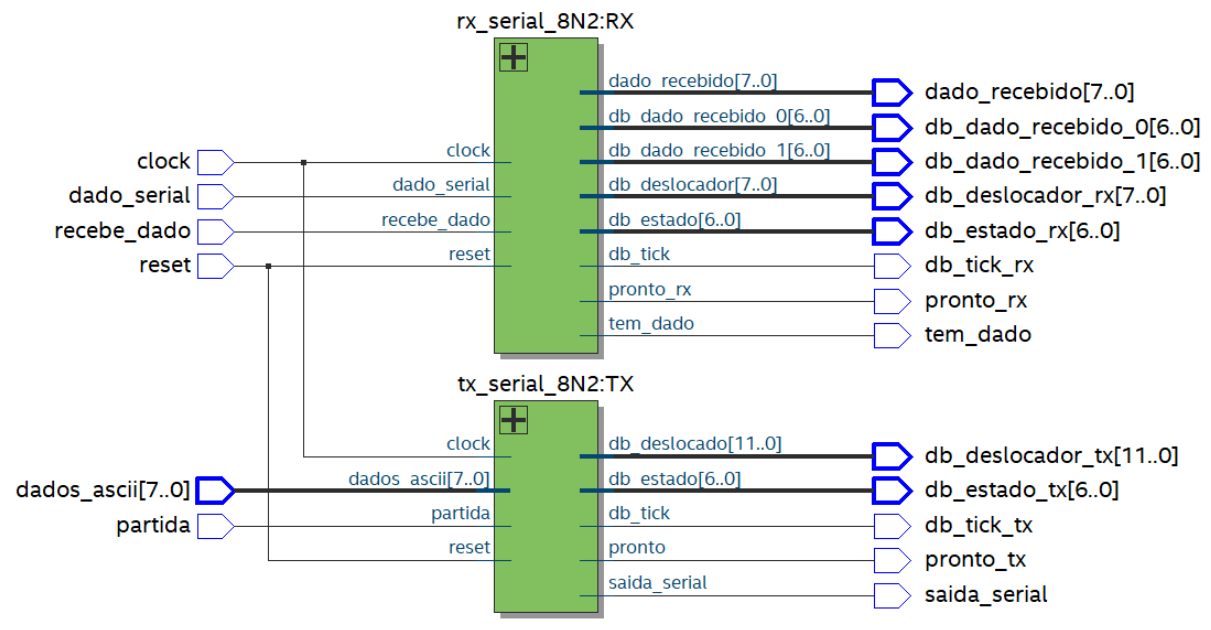 rx_serial_8N2:RX
dado_recebido[7..0] dado_recebido[7..0]
db_dado_recebido_0[6..0] db_dado_recebido_0[6..0]
clock clock db_dado_recebido_1[6..0] db_dado_recebido_1[6..0]
dado_serial dado_serial db_deslocador[7..0] db_deslocador_rx[7..0]
recebe_dado recebe_dado db_estado[6..0] db_estado_rx[6..0]
reset reset db_tick db_tick_rx
pronto_rx pronto_rx
tem_dado tem_dado
tx_serial_8N2:TX
clock db_deslocado[11..0] db_deslocador_tx[11..0]
dados_ascii[7..0] dados_ascii[7..0] db_estado[6..0] db_estado_tx[6..0]
partida partida db_tick db_tick_tx
reset pronto pronto_tx
saida_serial saida_serial